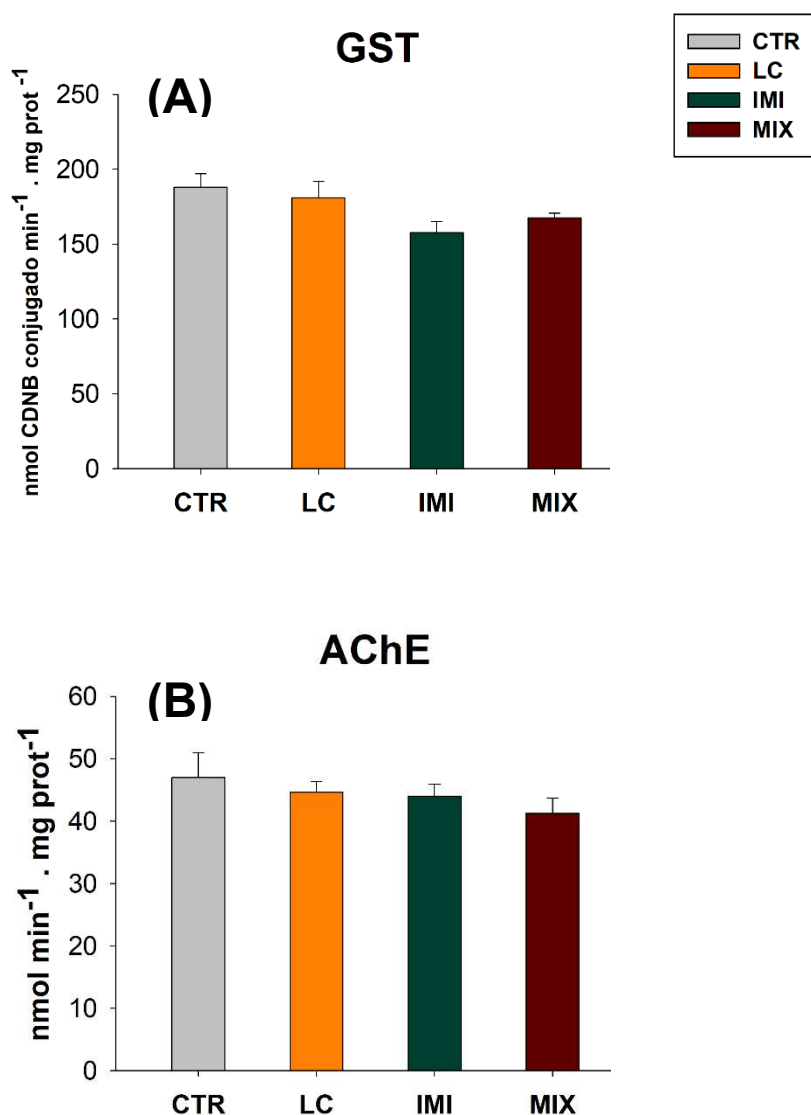 GST
CTR
LC
IMI
MIX
(A)
nmol CDNB conjugado min⁻¹ . mg prot⁻¹
250
200
150
100
50
0
CTR LC IMI MIX
AChE
(B)
nmol min⁻¹ . mg prot⁻¹
60
50
40
30
20
10
0
CTR LC IMI MIX